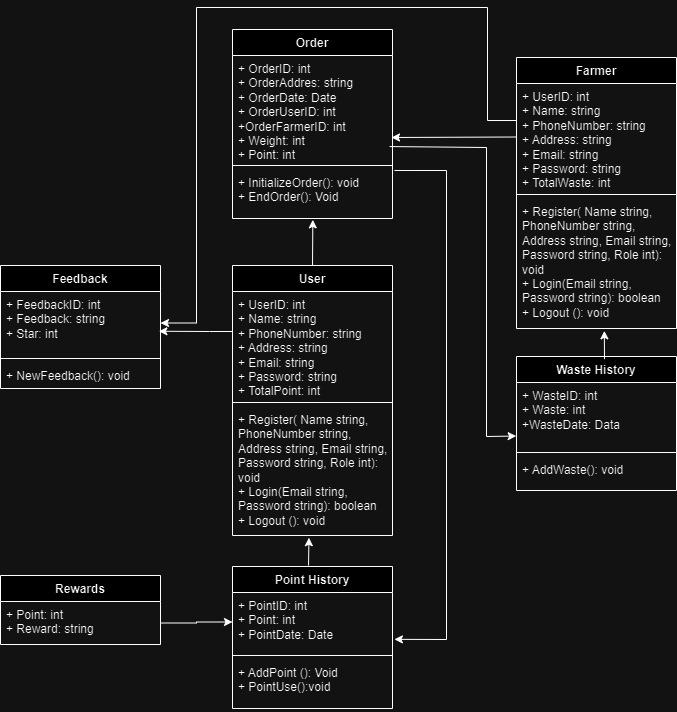 Order
+ OrderID: int
+ OrderAddres: string
+ OrderDate: Date
+ OrderUserID: int
+OrderFarmerID: int
+ Weight: int
+ Point: int
+ InitializeOrder(): void
+ EndOrder(): Void
Farmer
+ UserID: int
+ Name: string
+ PhoneNumber: string
+ Address: string
+ Email: string
+ Password: string
+ TotalWaste: int
+ Register( Name string,
PhoneNumber string,
Address string, Email string,
Password string, Role int):
void
+ Login(Email string,
Password string): boolean
+ Logout (): void
Feedback
+ FeedbackID: int
+ Feedback: string
+ Star: int
+ NewFeedback(): void
User
+ UserID: int
+ Name: string
+ PhoneNumber: string
+ Address: string
+ Email: string
+ Password: string
+ TotalPoint: int
+ Register( Name string,
PhoneNumber string,
Address string, Email string,
Password string, Role int):
void
+ Login(Email string,
Password string): boolean
+ Logout (): void
Waste History
+ WasteID: int
+ Waste: int
+WasteDate: Data
+ AddWaste(): void
Rewards
+ Point: int
+ Reward: string
Point History
+ PointID: int
+ Point: int
+ PointDate: Date
+ AddPoint (): Void
+ PointUse():void